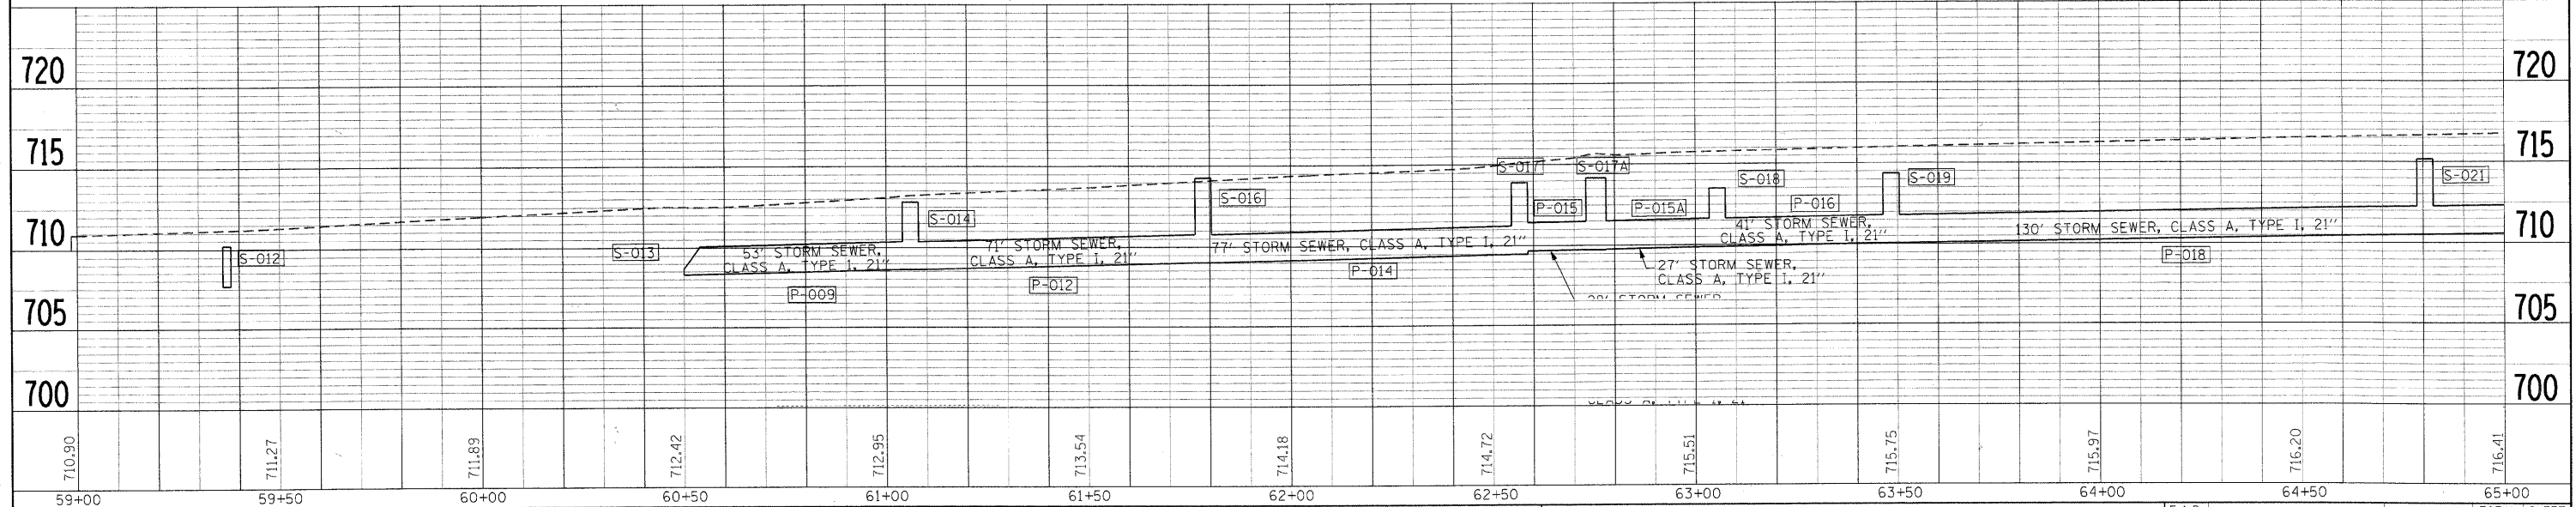 720
720
715
715
S-017
S-017A
S-018
S-019
S-021
S-016
P-015
P-015A
P-016
710
710
S-014
S-012
S-013
53' STORM SEWER,
CLASS A, TYPE I, 21"
71' STORM SEWER,
CLASS A, TYPE I, 21"
77' STORM SEWER, CLASS A, TYPE I, 21"
41' STORM SEWER,
CLASS A, TYPE I, 21"
130' STORM SEWER, CLASS A, TYPE I, 21"
P-009
P-012
P-014
27' STORM SEWER,
CLASS A, TYPE I, 21"
P-018
STORM SEWER
705
705
700
700
CLASS A, TYPE I, 21
710.90
711.27
711.89
712.42
712.95
713.54
714.18
714.72
715.51
715.75
715.97
716.20
716.41
59+00
59+50
60+00
60+50
61+00
61+50
62+00
62+50
63+00
63+50
64+00
64+50
65+00